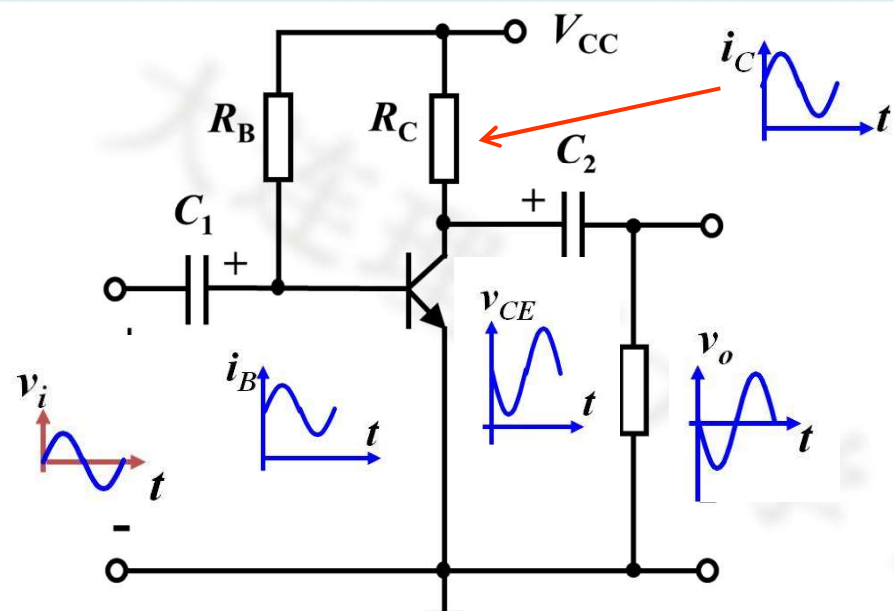 V_CC
i_C
t
R_B
R_C
C_2
+
C_1
+
v_CE
t
v_o
t
i_B
t
v_i
t
-